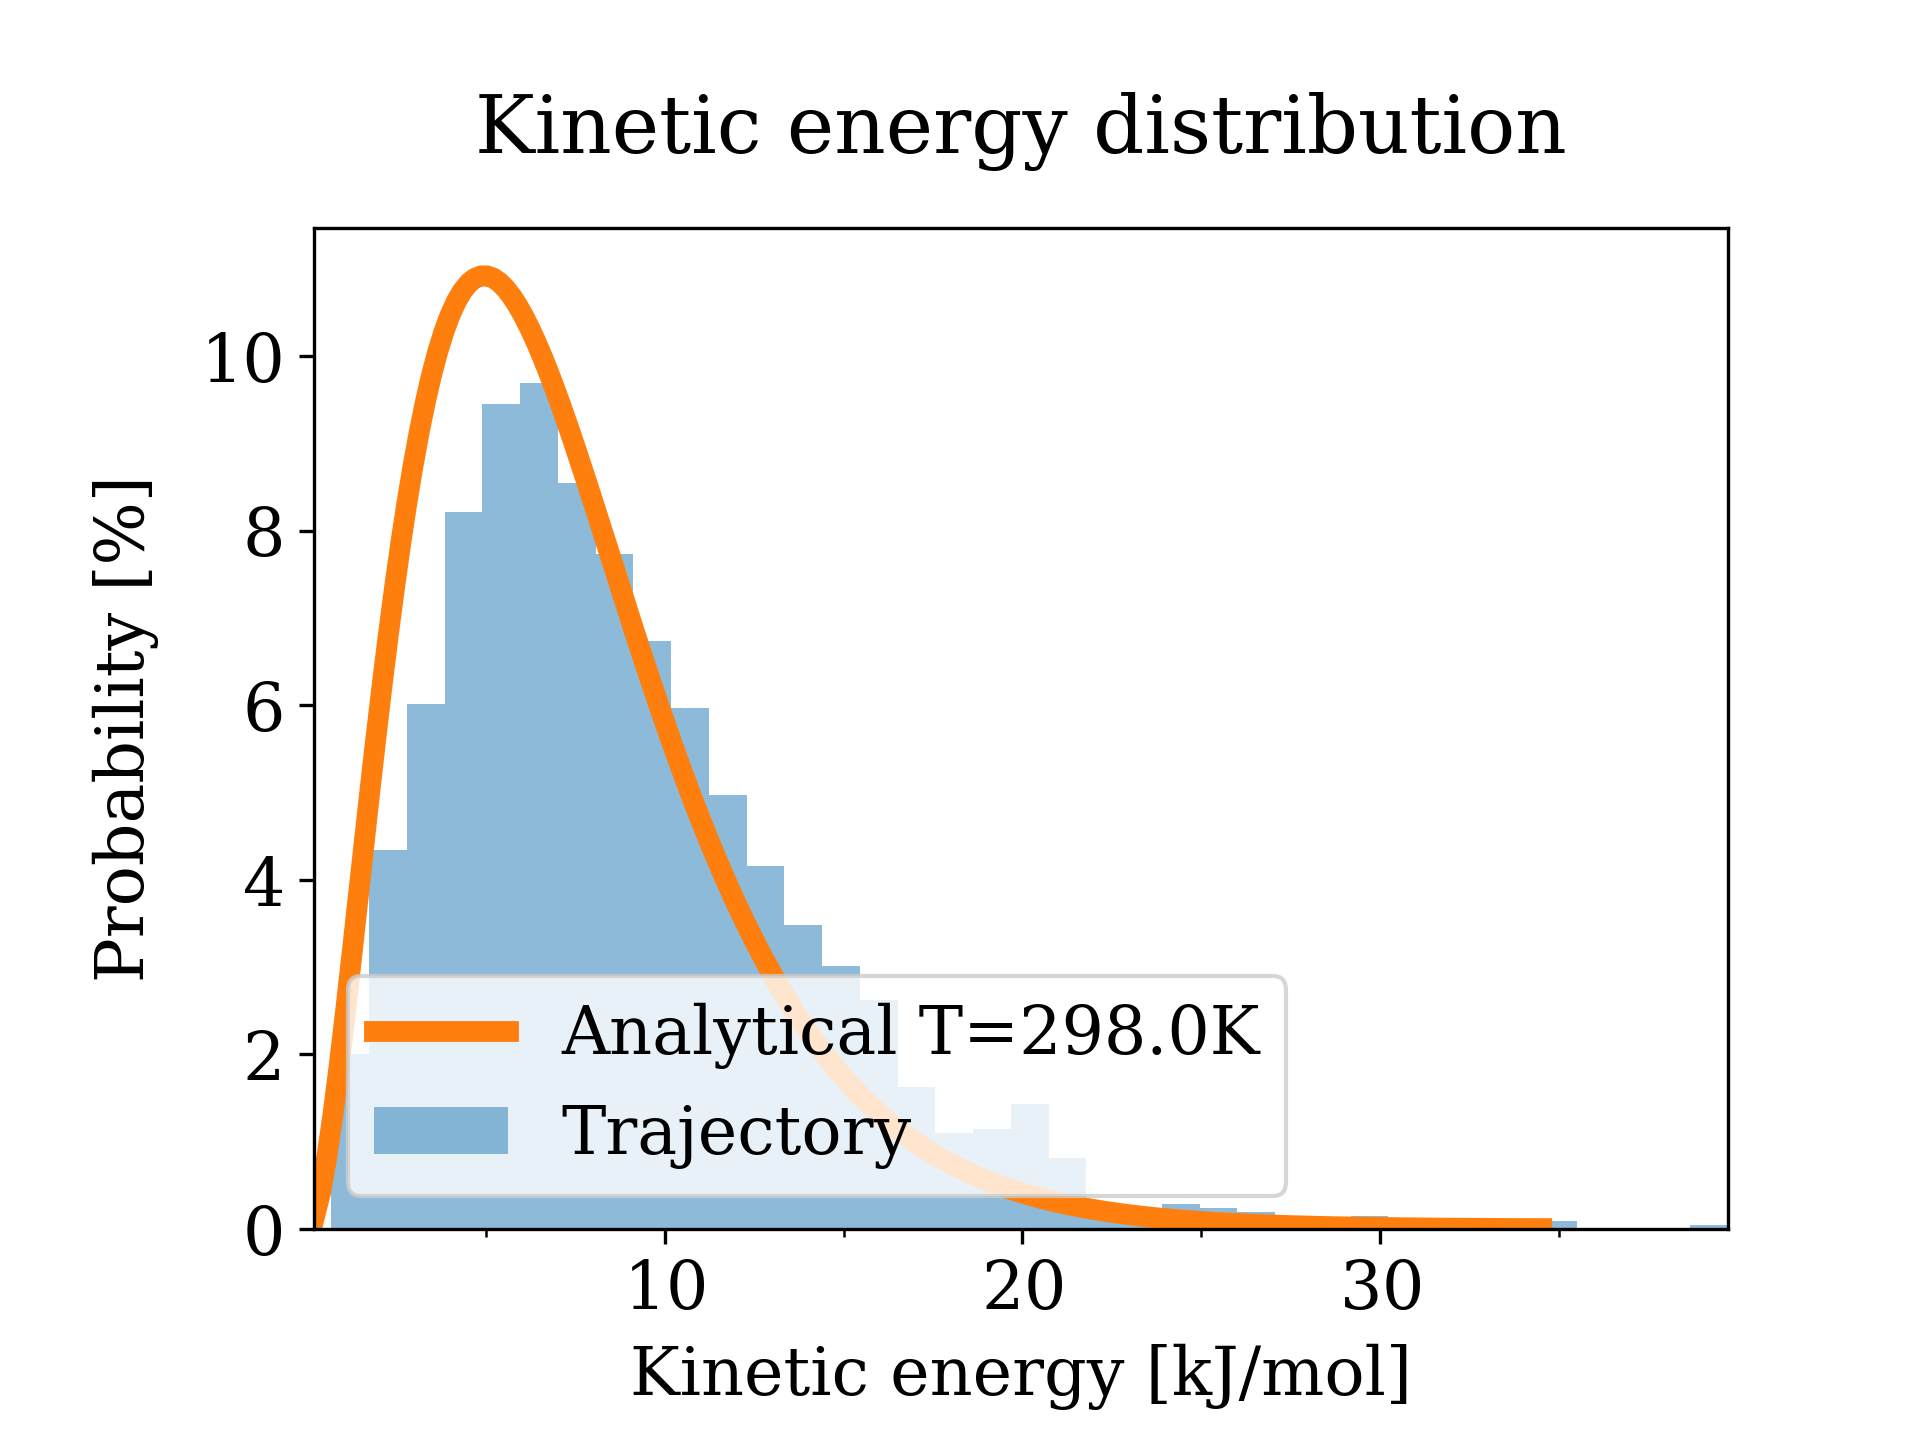 Kinetic energy distribution
Probability [%]
10
8
6
4
2
0
Analytical T=298.0K
Trajectory
10 20 30
Kinetic energy [kJ/mol]